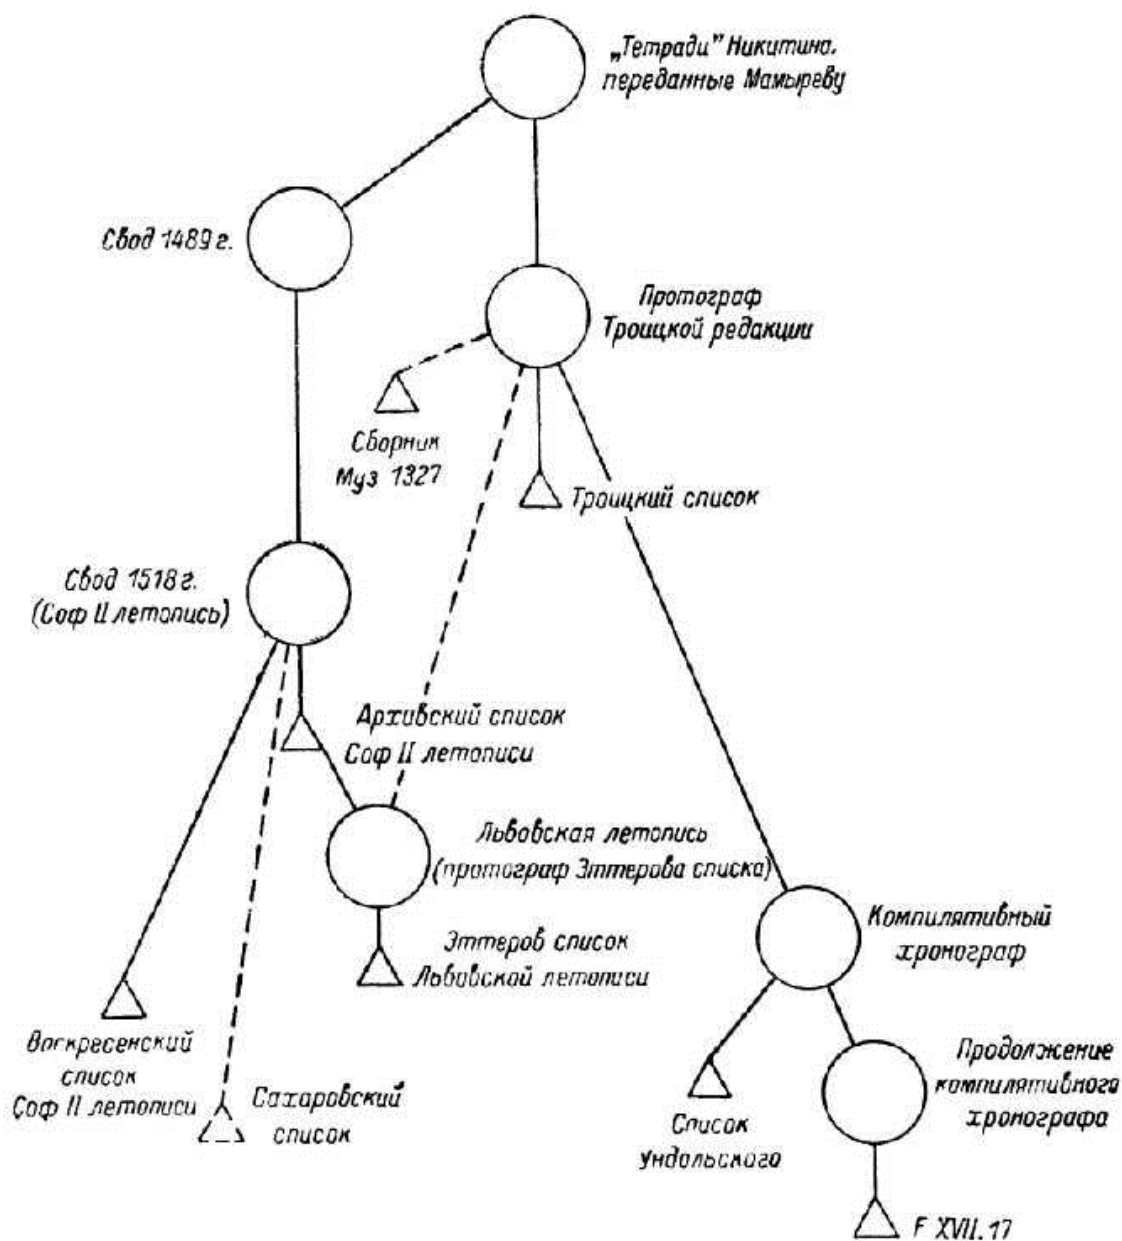 „Тетради” Никитина,
переданные Мамыреву
Свод 1489 г.
Протограф
Троицкой редакции
Сборник
Муз 1327
Троицкий список
Свод 1518 г.
(Соф II летопись)
Архивский список
Соф II летописи
Львовская летопись
(протограф Эттерова списка)
Компилятивный
хронограф
Эттеров список
Львовской летописи
Воскресенский
список
Соф II летописи
Сахаровский
список
Список
Ундольского
Продолжение
компилятивного
хронографа
F XVII. 17